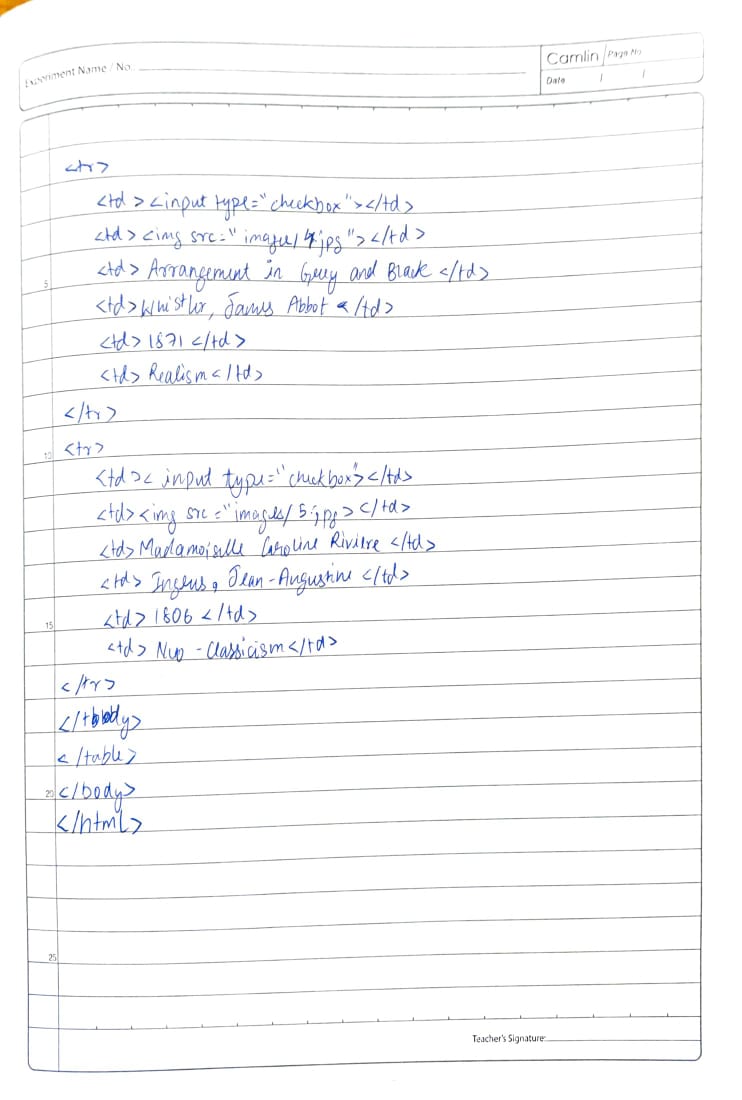 Experiment Name / No.
Camlin Page No
Date / /
<tr>
<td><input type="checkbox"></td>
<td><img src="images/4.jpg"></td>
5 <td> Arrangement in Grey and Black </td>
<td> Whistler, James Abbot </td>
<td> 1871 </td>
<td> Realism </td>
</tr>
10 <tr>
<td>< input type="checkbox"></td>
<td><img src="images/5.jpg></td>
<td> Madamoiselle Caroline Riviere </td>
<td> Ingeus, Jean-Augustine </td>
15 <td> 1806 </td>
<td> Neo-Classicism</td>
</tr>
</tbody>
</table>
20 </body>
</html>
25
Teacher's Signature: